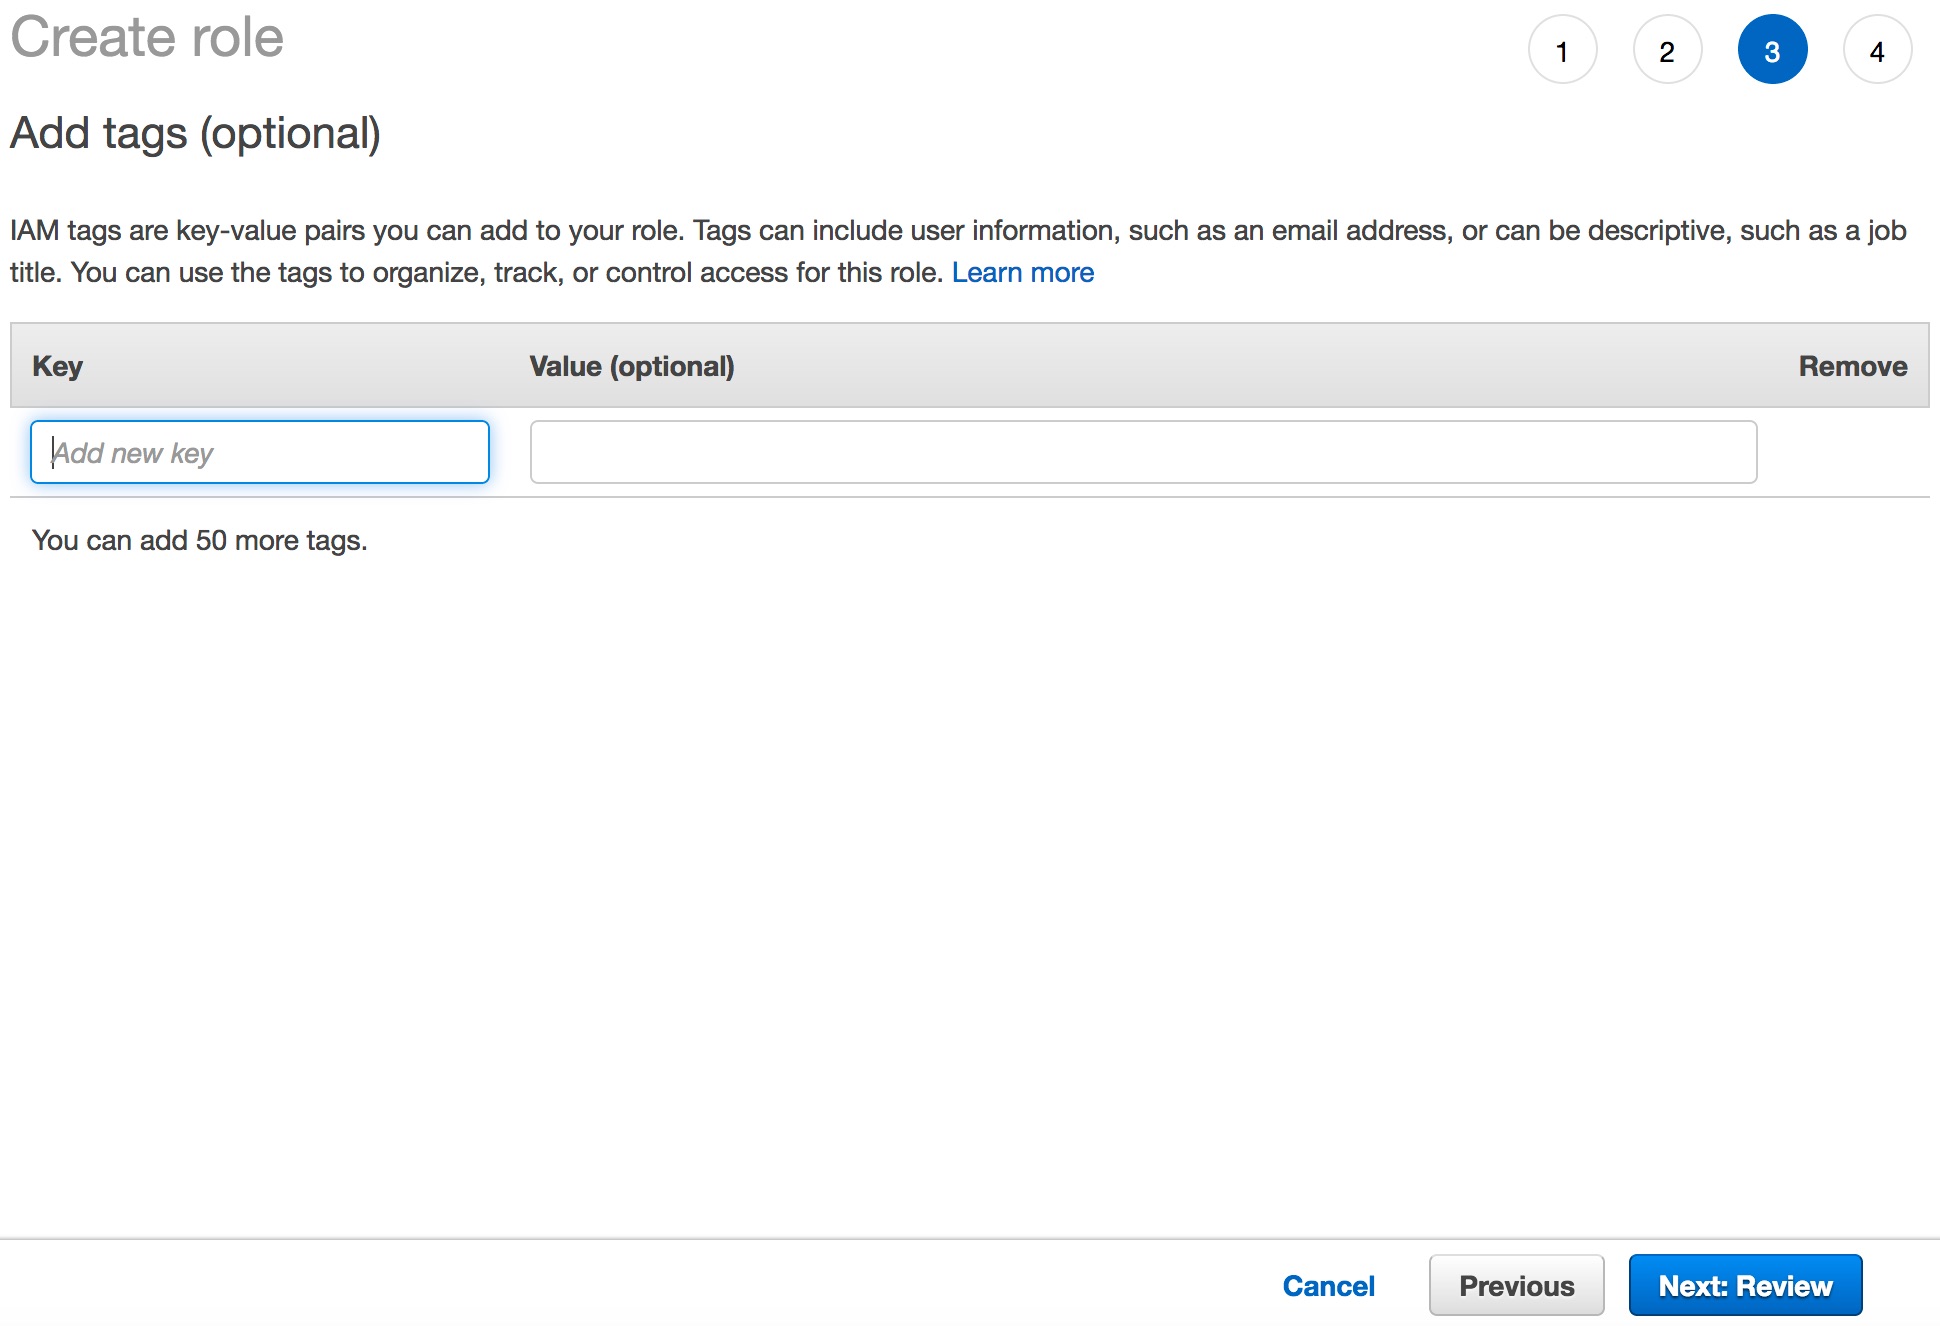 Create role
1 2 3 4
Add tags (optional)
IAM tags are key-value pairs you can add to your role. Tags can include user information, such as an email address, or can be descriptive, such as a job
title. You can use the tags to organize, track, or control access for this role. Learn more
Key Value (optional) Remove
Add new key
You can add 50 more tags.
Cancel Previous Next: Review